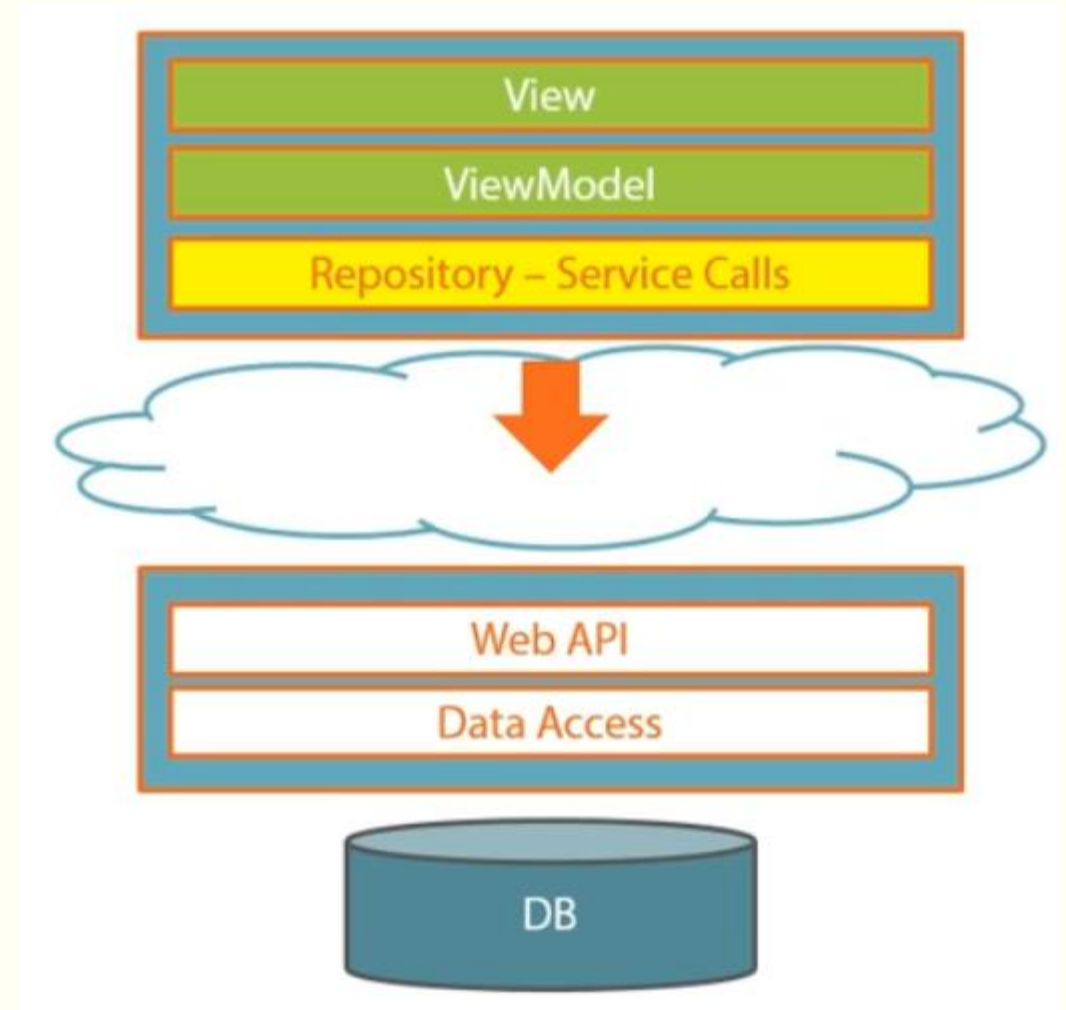 View
ViewModel
Repository – Service Calls
Web API
Data Access
DB